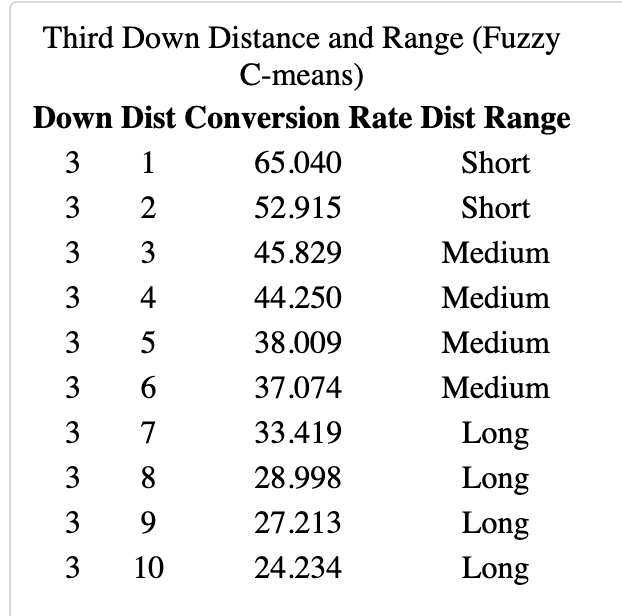 Third Down Distance and Range (Fuzzy
C-means)
Down Dist Conversion Rate Dist Range
3 1 65.040 Short
3 2 52.915 Short
3 3 45.829 Medium
3 4 44.250 Medium
3 5 38.009 Medium
3 6 37.074 Medium
3 7 33.419 Long
3 8 28.998 Long
3 9 27.213 Long
3 10 24.234 Long